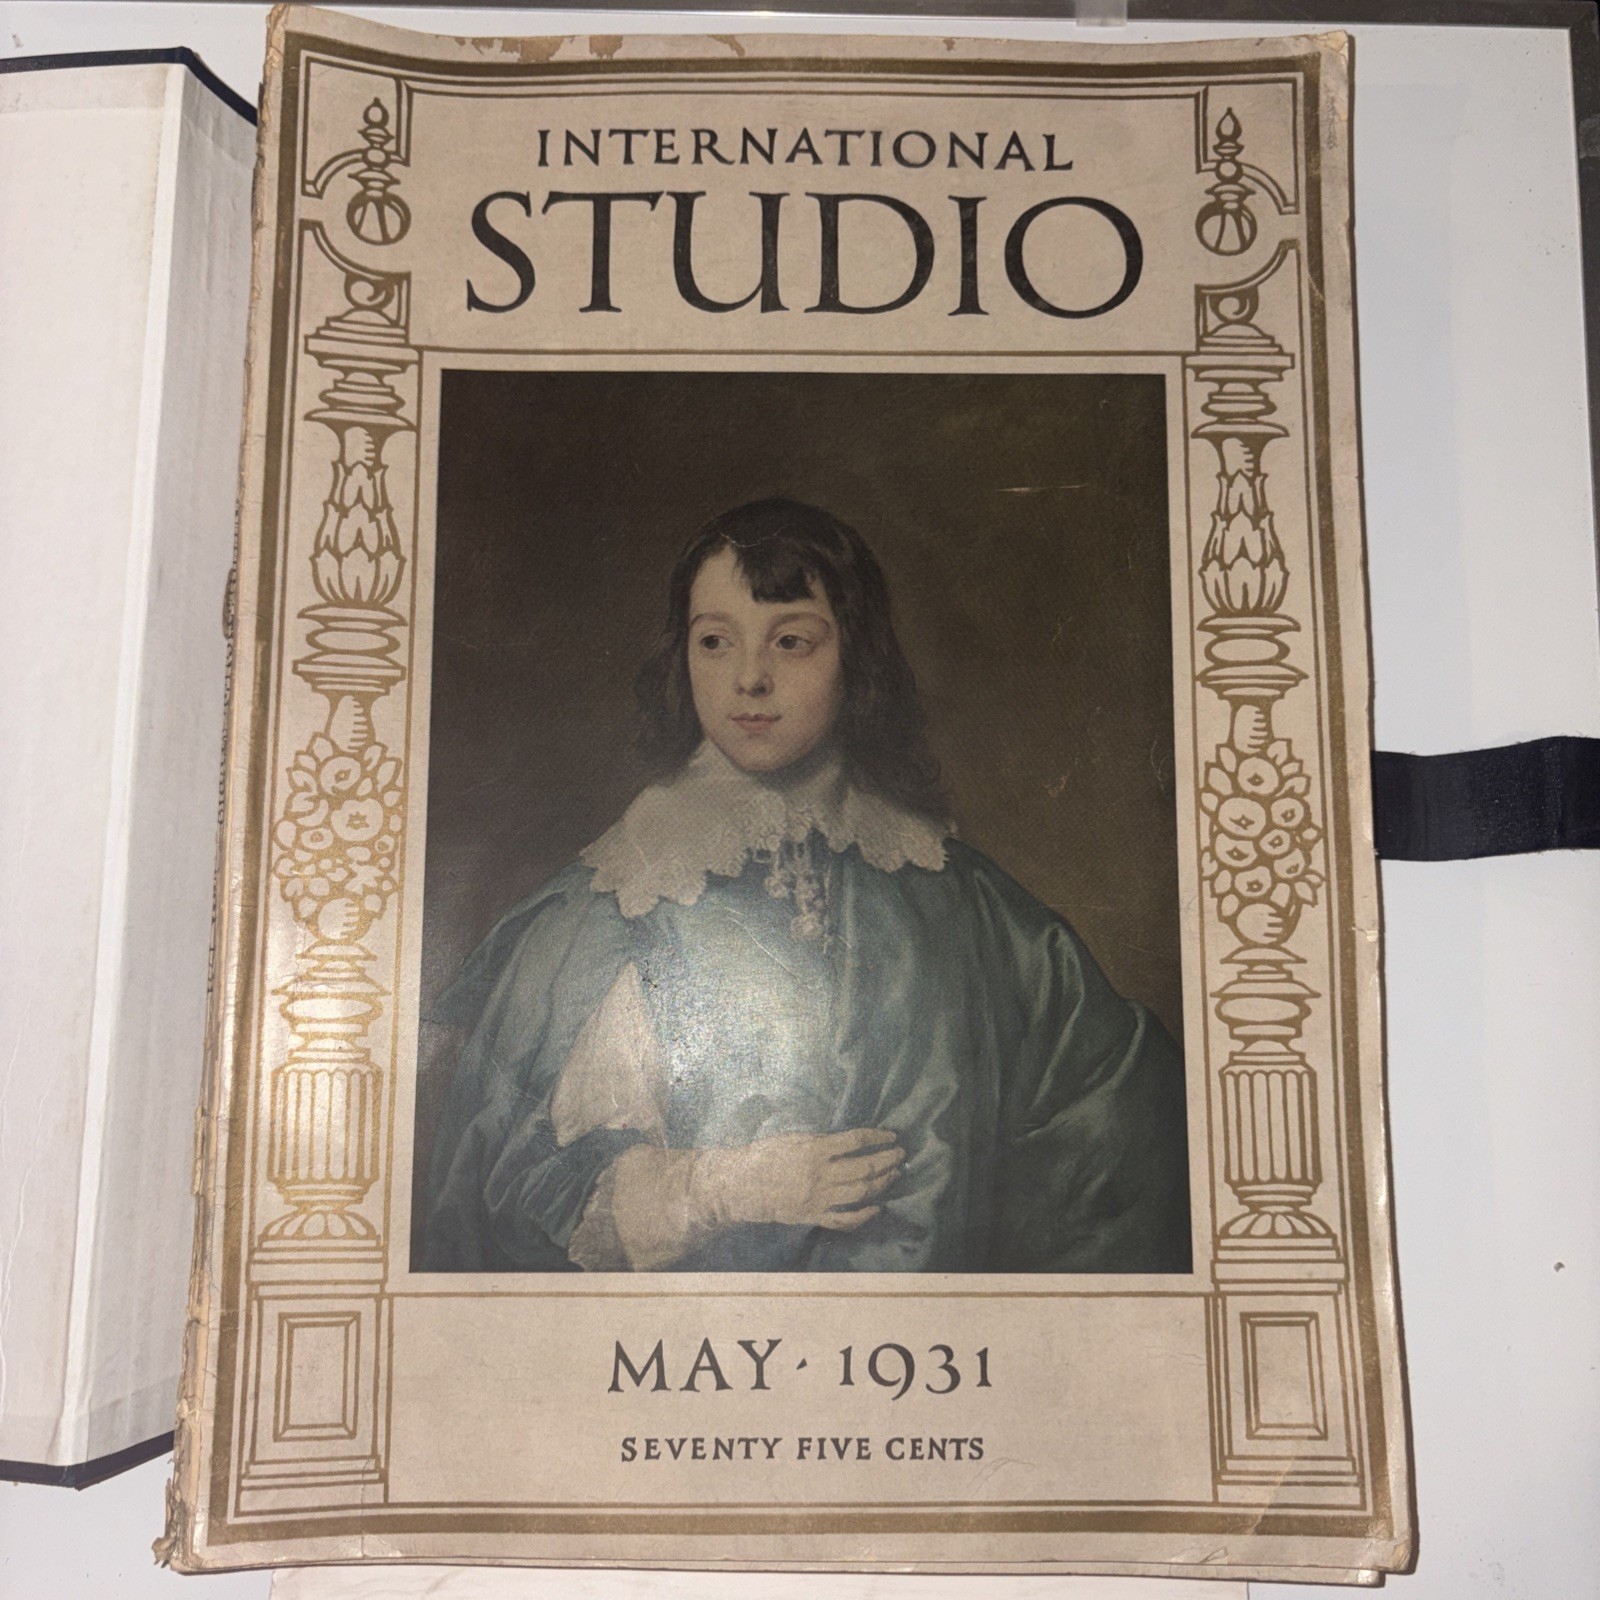 INTERNATIONAL
STUDIO
MAY · 1931
SEVENTY FIVE CENTS